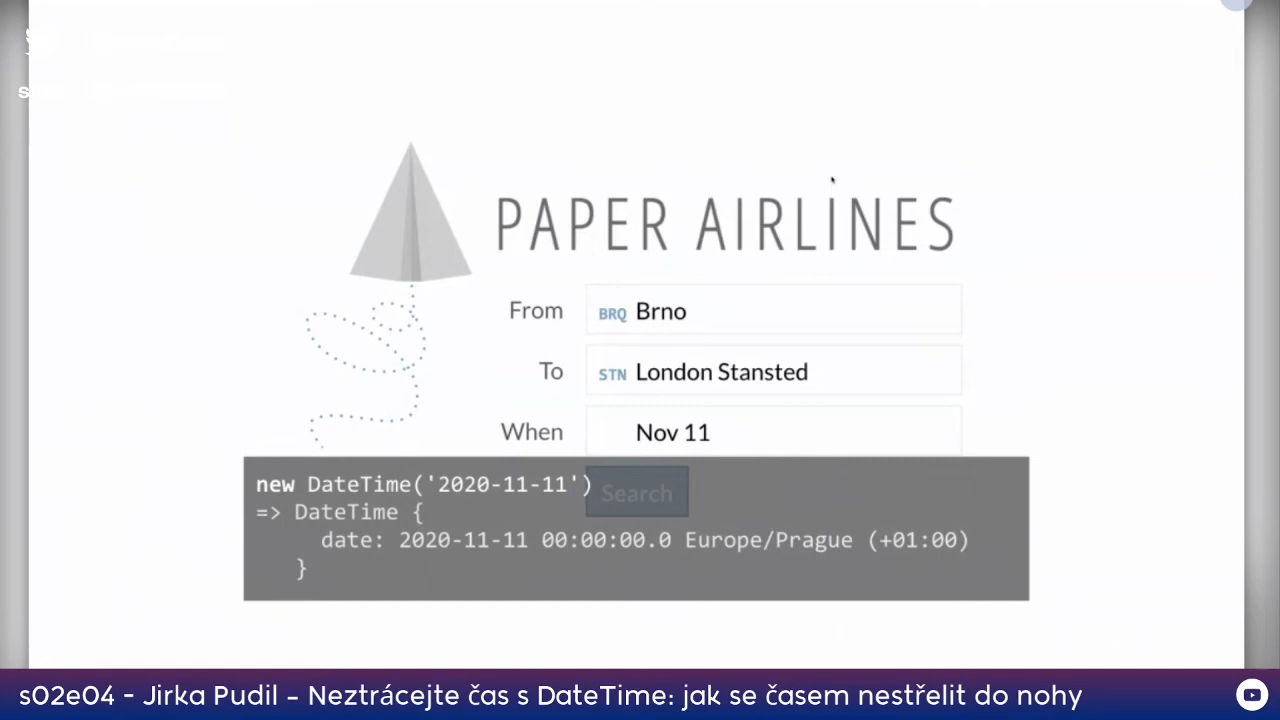 PAPER AIRLINES
From BRQ Brno
To STN London Stansted
When Nov 11
Search
new DateTime('2020-11-11')
=> DateTime {
date: 2020-11-11 00:00:00.0 Europe/Prague (+01:00)
}
s02e04 - Jirka Pudil – Neztrácejte čas s DateTime: jak se časem nestřelit do nohy